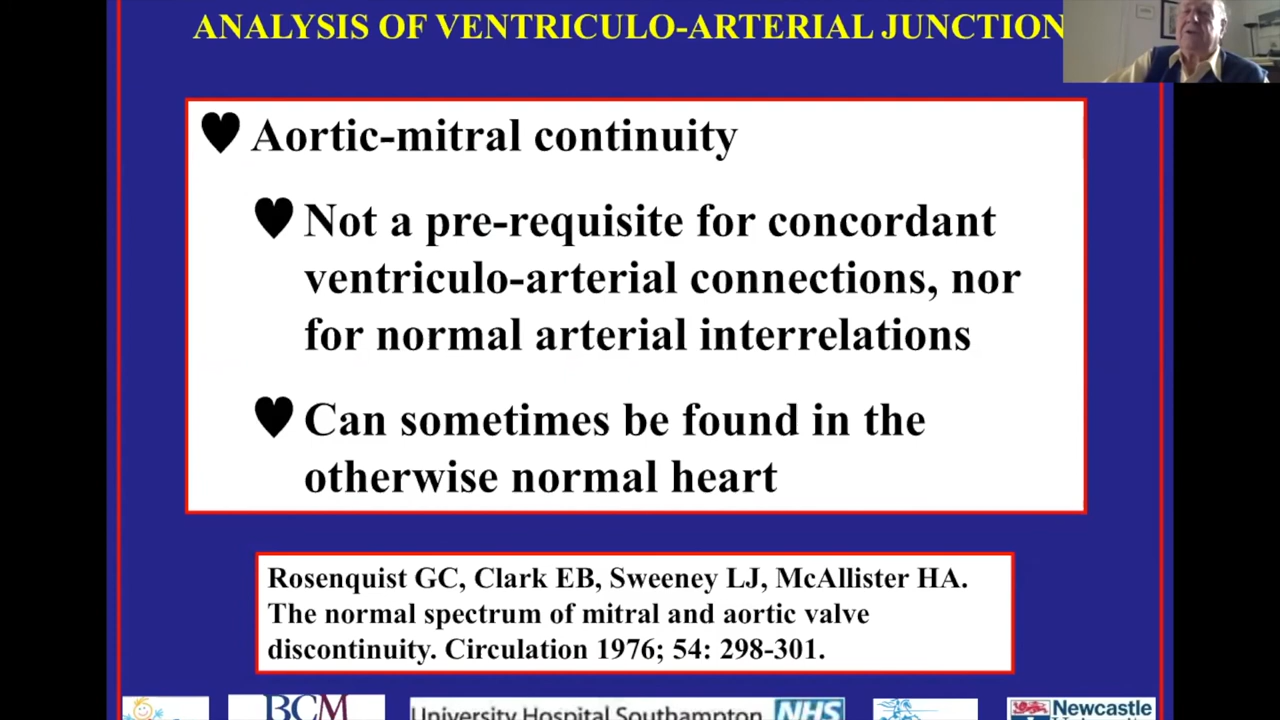 ANALYSIS OF VENTRICULO-ARTERIAL JUNCTION
Aortic-mitral continuity
Not a pre-requisite for concordant
ventriculo-arterial connections, nor
for normal arterial interrelations
Can sometimes be found in the
otherwise normal heart
Rosenquist GC, Clark EB, Sweeney LJ, McAllister HA.
The normal spectrum of mitral and aortic valve
discontinuity. Circulation 1976; 54: 298-301.
BCM
University Hospital Southampton
NHS
Newcastle